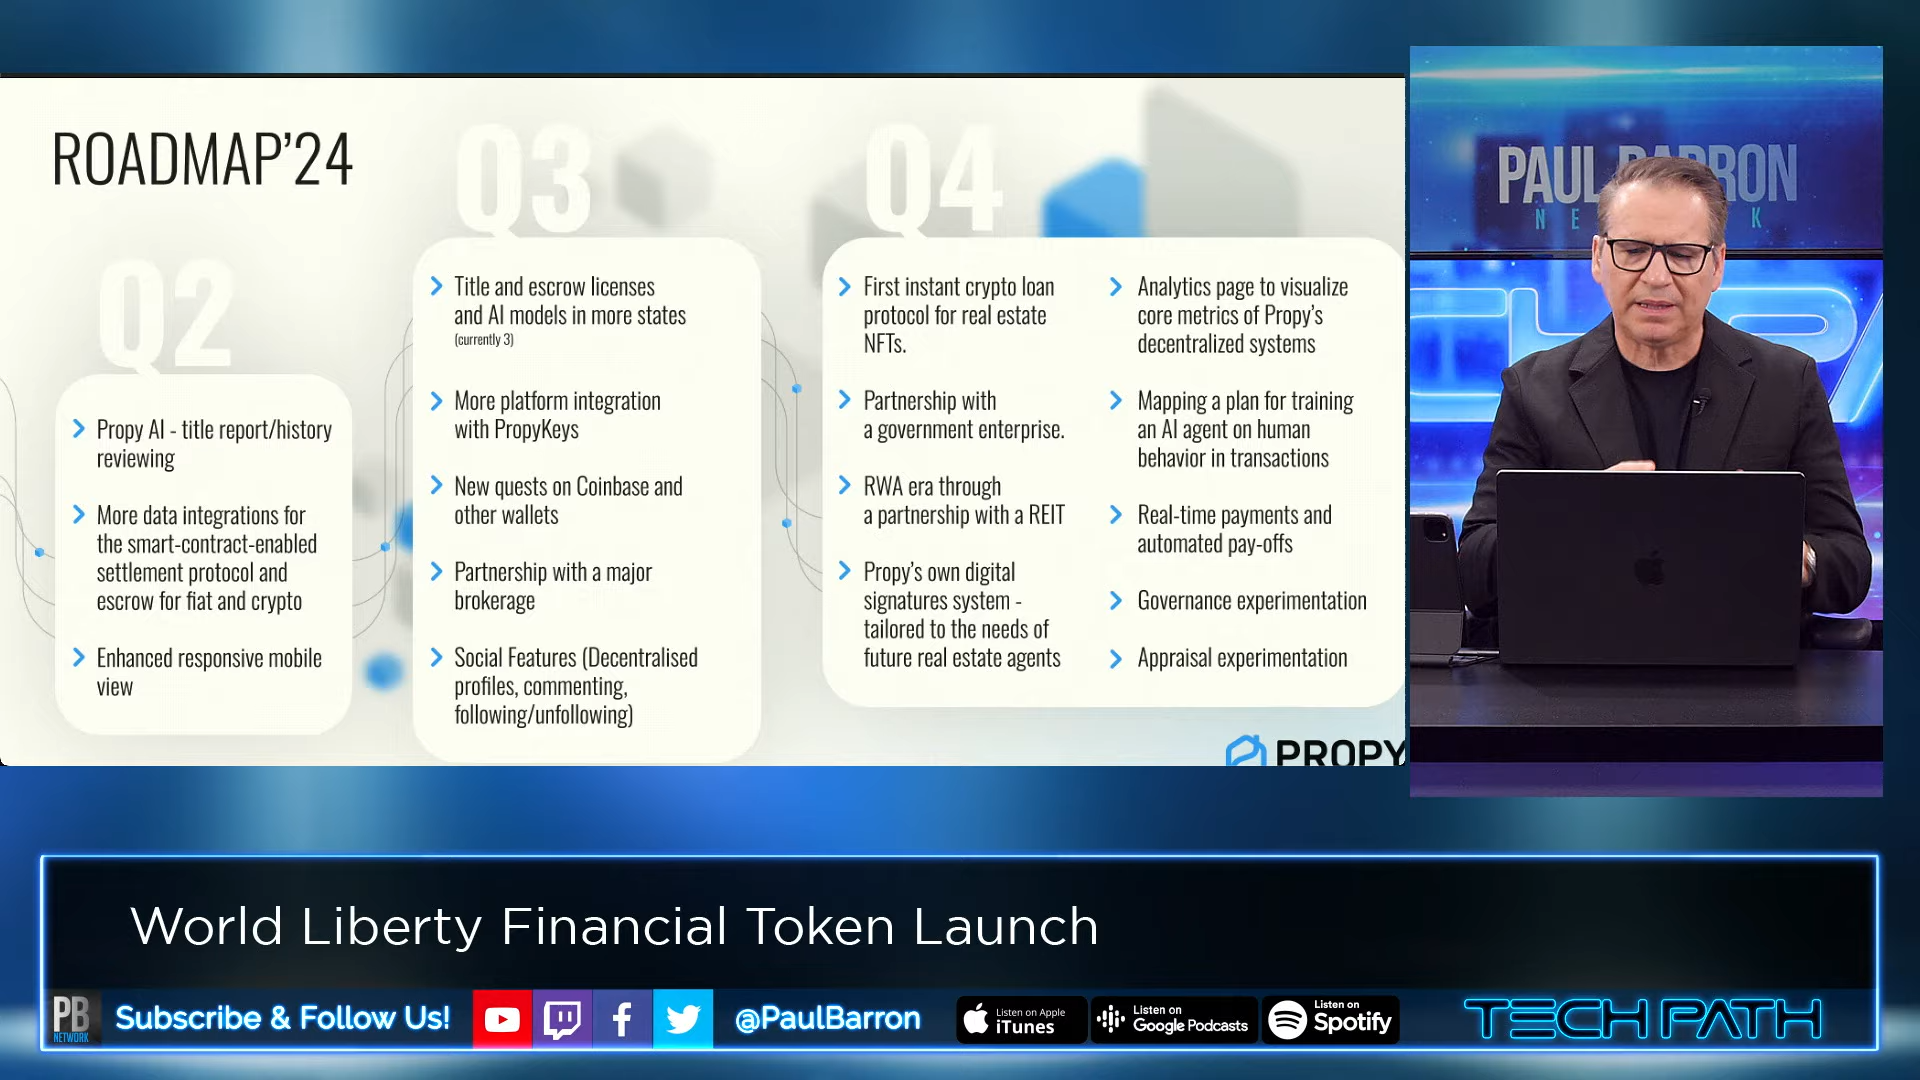 ROADMAP'24
Q2
Propy AI - title report/history
reviewing
More data integrations for
the smart-contract-enabled
settlement protocol and
escrow for fiat and crypto
Enhanced responsive mobile
view
Q3
Title and escrow licenses
and AI models in more states
(currently 3)
More platform integration
with PropyKeys
New quests on Coinbase and
other wallets
Partnership with a major
brokerage
Social Features (Decentralised
profiles, commenting,
following/unfollowing)
Q4
First instant crypto loan
protocol for real estate
NFTs.
Partnership with
a government enterprise.
RWA era through
a partnership with a REIT
Propy's own digital
signatures system -
tailored to the needs of
future real estate agents
Analytics page to visualize
core metrics of Propy's
decentralized systems
Mapping a plan for training
an AI agent on human
behavior in transactions
Real-time payments and
automated pay-offs
Governance experimentation
Appraisal experimentation
PROPY
PAUL
World Liberty Financial Token Launch
PB
NETWORK
Subscribe & Follow Us!
@PaulBarron
Listen on Apple
iTunes
Listen on
Google Podcasts
Listen on
Spotify
TECH PATH